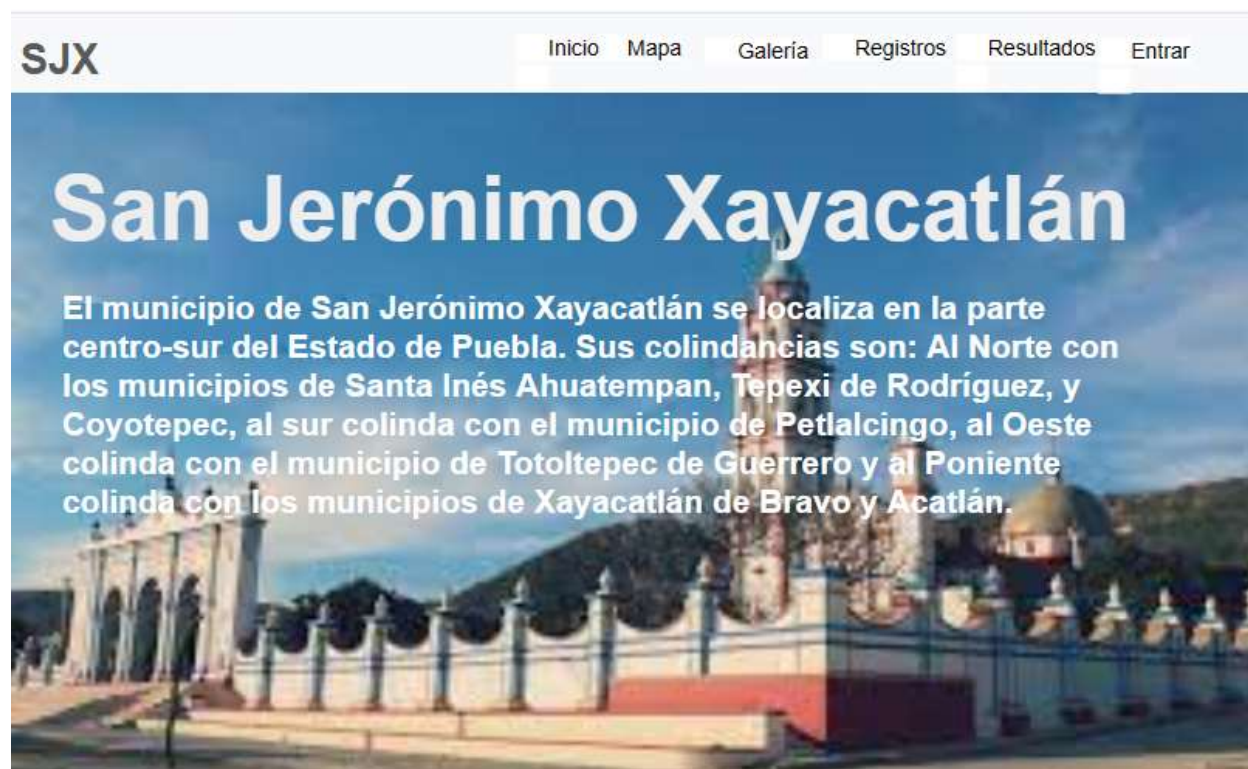 SJX
Inicio Mapa Galería Registros Resultados Entrar
San Jerónimo Xayacatlán
El municipio de San Jerónimo Xayacatlán se localiza en la parte
centro-sur del Estado de Puebla. Sus colindancias son: Al Norte con
los municipios de Santa Inés Ahuatempan, Tepexi de Rodríguez, y
Coyotepec, al sur colinda con el municipio de Petlalcingo, al Oeste
colinda con el municipio de Totoltepec de Guerrero y al Poniente
colinda con los municipios de Xayacatlán de Bravo y Acatlán.